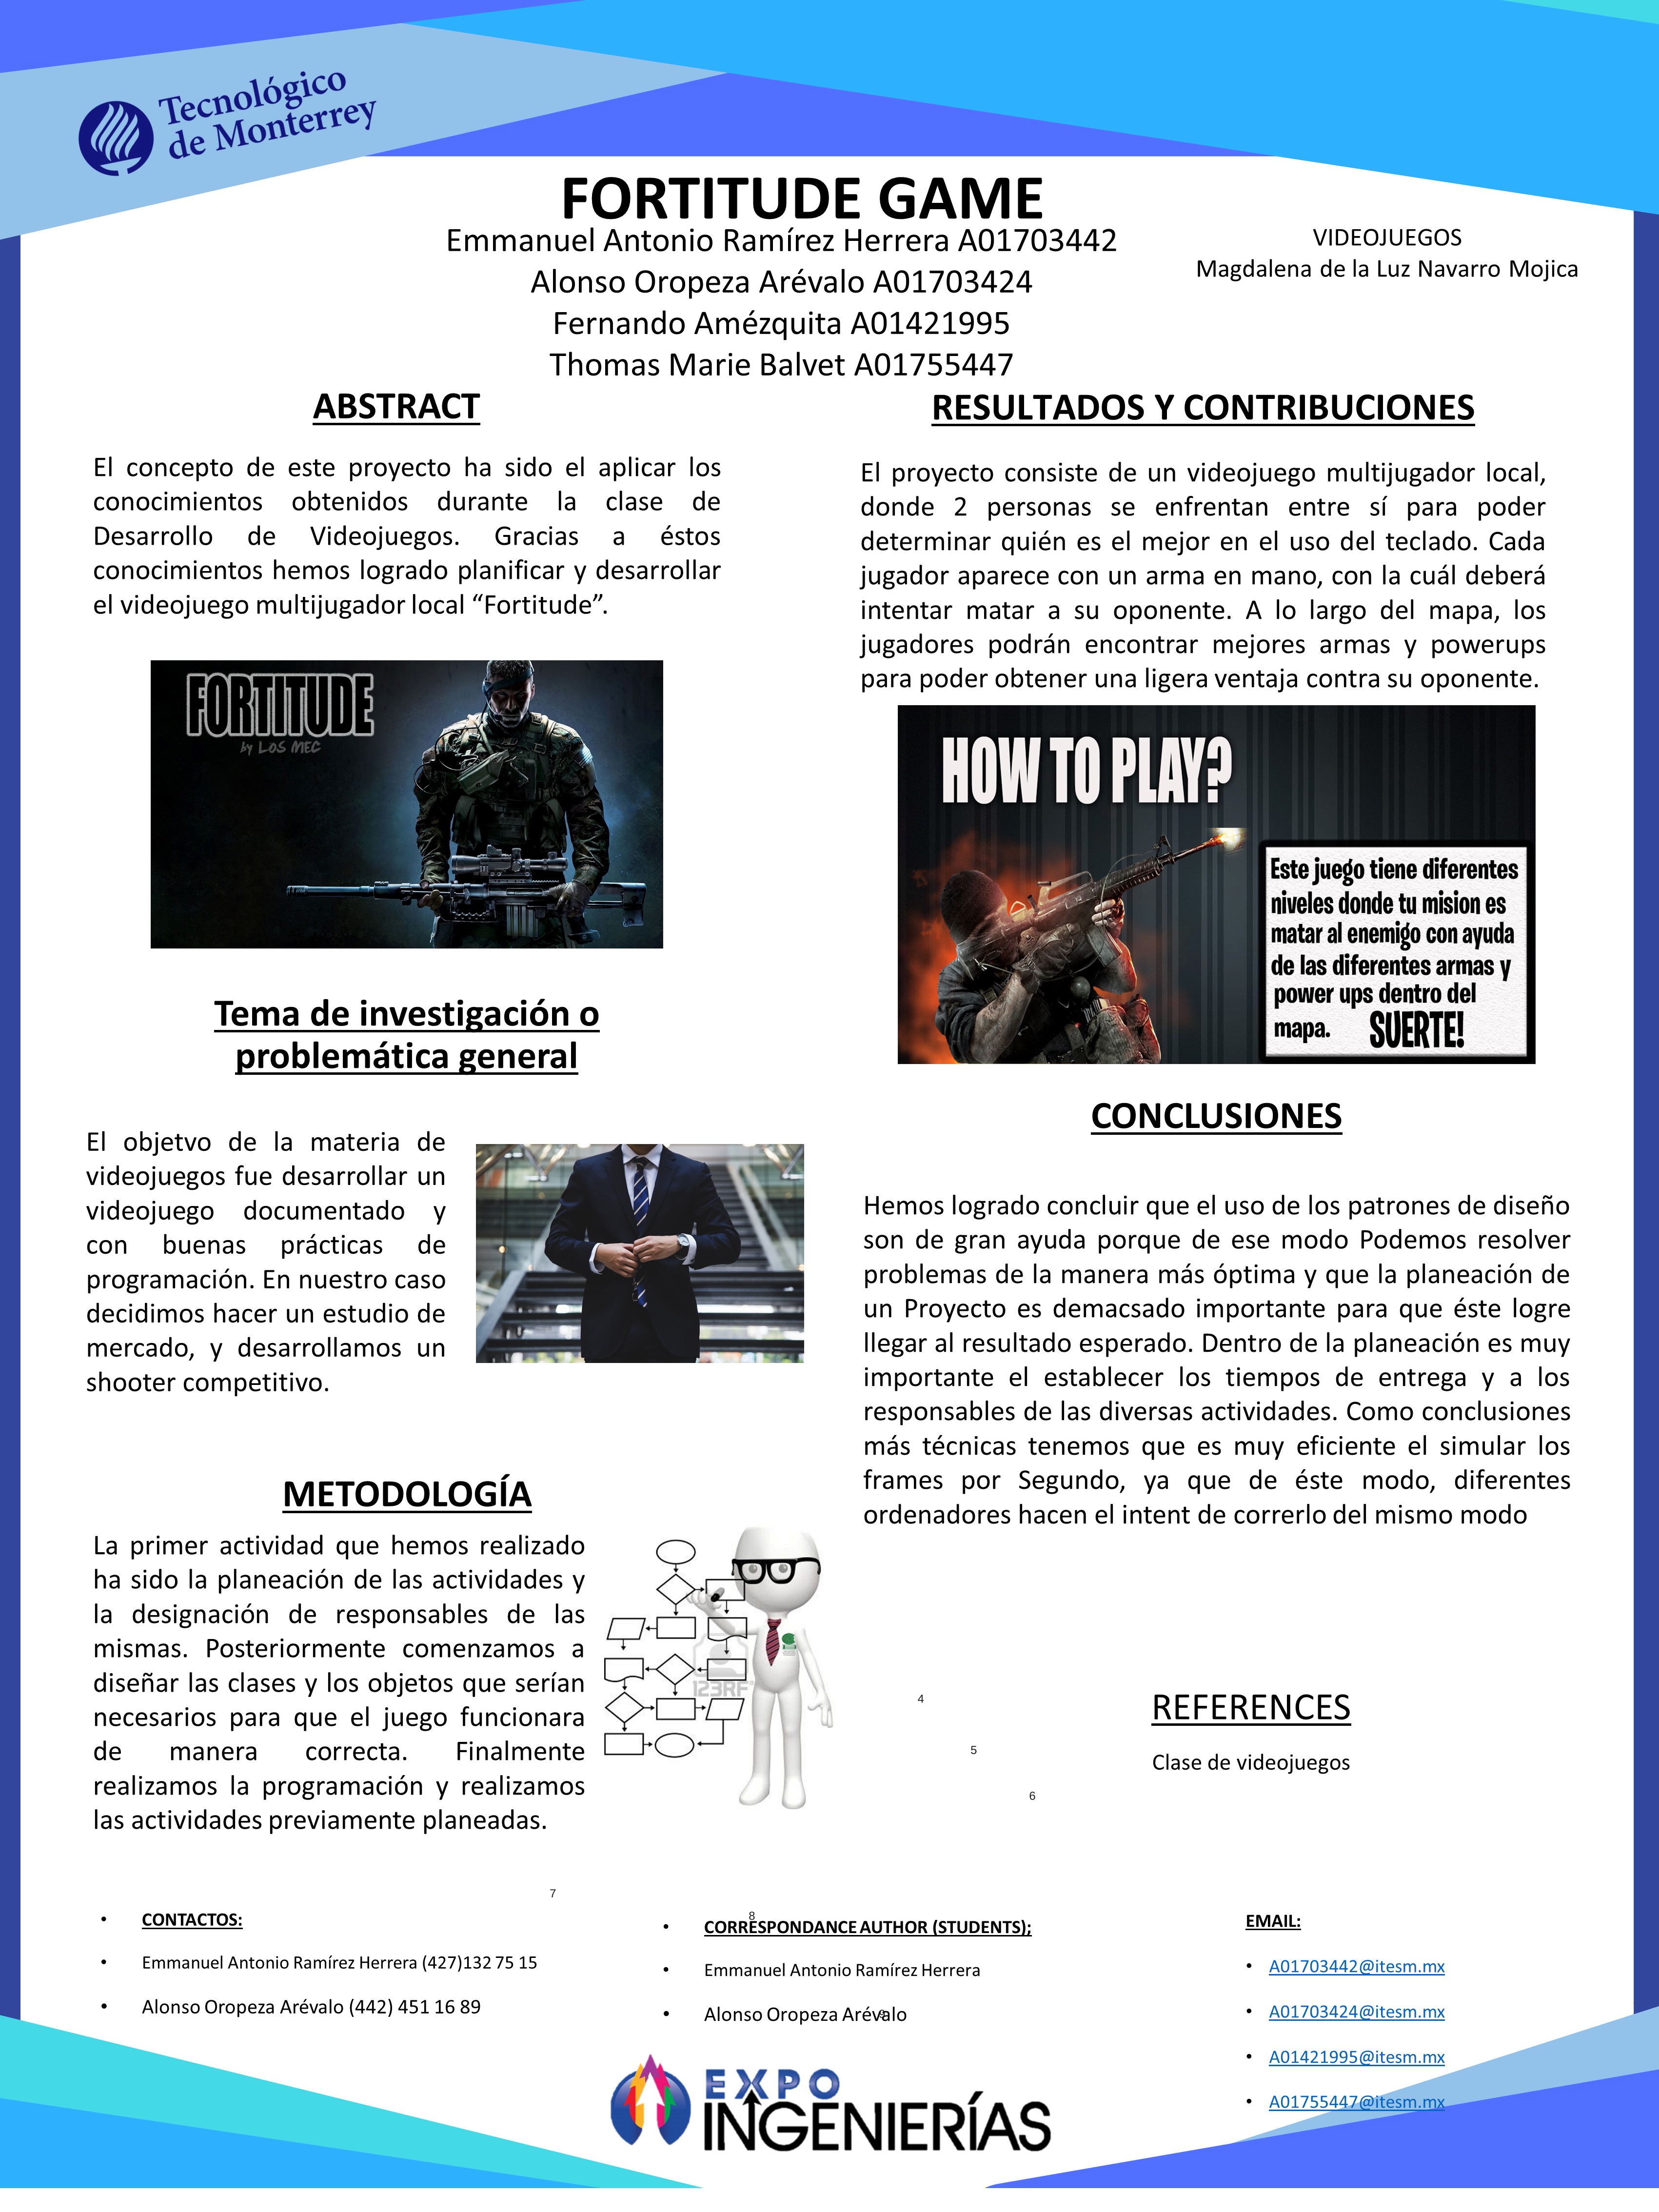 Tecnológico
de Monterrey
FORTITUDE GAME
Emmanuel Antonio Ramírez Herrera A01703442
Alonso Oropeza Arévalo A01703424
Fernando Amézquita A01421995
Thomas Marie Balvet A01755447
VIDEOJUEGOS
Magdalena de la Luz Navarro Mojica
ABSTRACT
El concepto de este proyecto ha sido el aplicar los
conocimientos obtenidos durante la clase de
Desarrollo de Videojuegos. Gracias a éstos
conocimientos hemos logrado planificar y desarrollar
el videojuego multijugador local “Fortitude”.
FORTITUDE
by LOS MEC
Tema de investigación o
problemática general
El objetvo de la materia de
videojuegos fue desarrollar un
videojuego documentado y
con buenas prácticas de
programación. En nuestro caso
decidimos hacer un estudio de
mercado, y desarrollamos un
shooter competitivo.
METODOLOGÍA
La primer actividad que hemos realizado
ha sido la planeación de las actividades y
la designación de responsables de las
mismas. Posteriormente comenzamos a
diseñar las clases y los objetos que serían
necesarios para que el juego funcionara
de manera correcta. Finalmente
realizamos la programación y realizamos
las actividades previamente planeadas.
123RF
RESULTADOS Y CONTRIBUCIONES
El proyecto consiste de un videojuego multijugador local,
donde 2 personas se enfrentan entre sí para poder
determinar quién es el mejor en el uso del teclado. Cada
jugador aparece con un arma en mano, con la cuál deberá
intentar matar a su oponente. A lo largo del mapa, los
jugadores podrán encontrar mejores armas y powerups
para poder obtener una ligera ventaja contra su oponente.
HOW TO PLAY?
Este juego tiene diferentes
niveles donde tu mision es
matar al enemigo con ayuda
de las diferentes armas y
power ups dentro del
mapa. SUERTE!
CONCLUSIONES
Hemos logrado concluir que el uso de los patrones de diseño
son de gran ayuda porque de ese modo Podemos resolver
problemas de la manera más óptima y que la planeación de
un Proyecto es demacsado importante para que éste logre
llegar al resultado esperado. Dentro de la planeación es muy
importante el establecer los tiempos de entrega y a los
responsables de las diversas actividades. Como conclusiones
más técnicas tenemos que es muy eficiente el simular los
frames por Segundo, ya que de éste modo, diferentes
ordenadores hacen el intent de correrlo del mismo modo
4
5
6
REFERENCES
Clase de videojuegos
7
8
• CONTACTOS:
• Emmanuel Antonio Ramírez Herrera (427)132 75 15
• Alonso Oropeza Arévalo (442) 451 16 89
• CORRESPONDANCE AUTHOR (STUDENTS);
• Emmanuel Antonio Ramírez Herrera
• Alonso Oropeza Arévalo
EMAIL:
• A01703442@itesm.mx
• A01703424@itesm.mx
• A01421995@itesm.mx
• A01755447@itesm.mx
EXPO
INGENIERÍAS